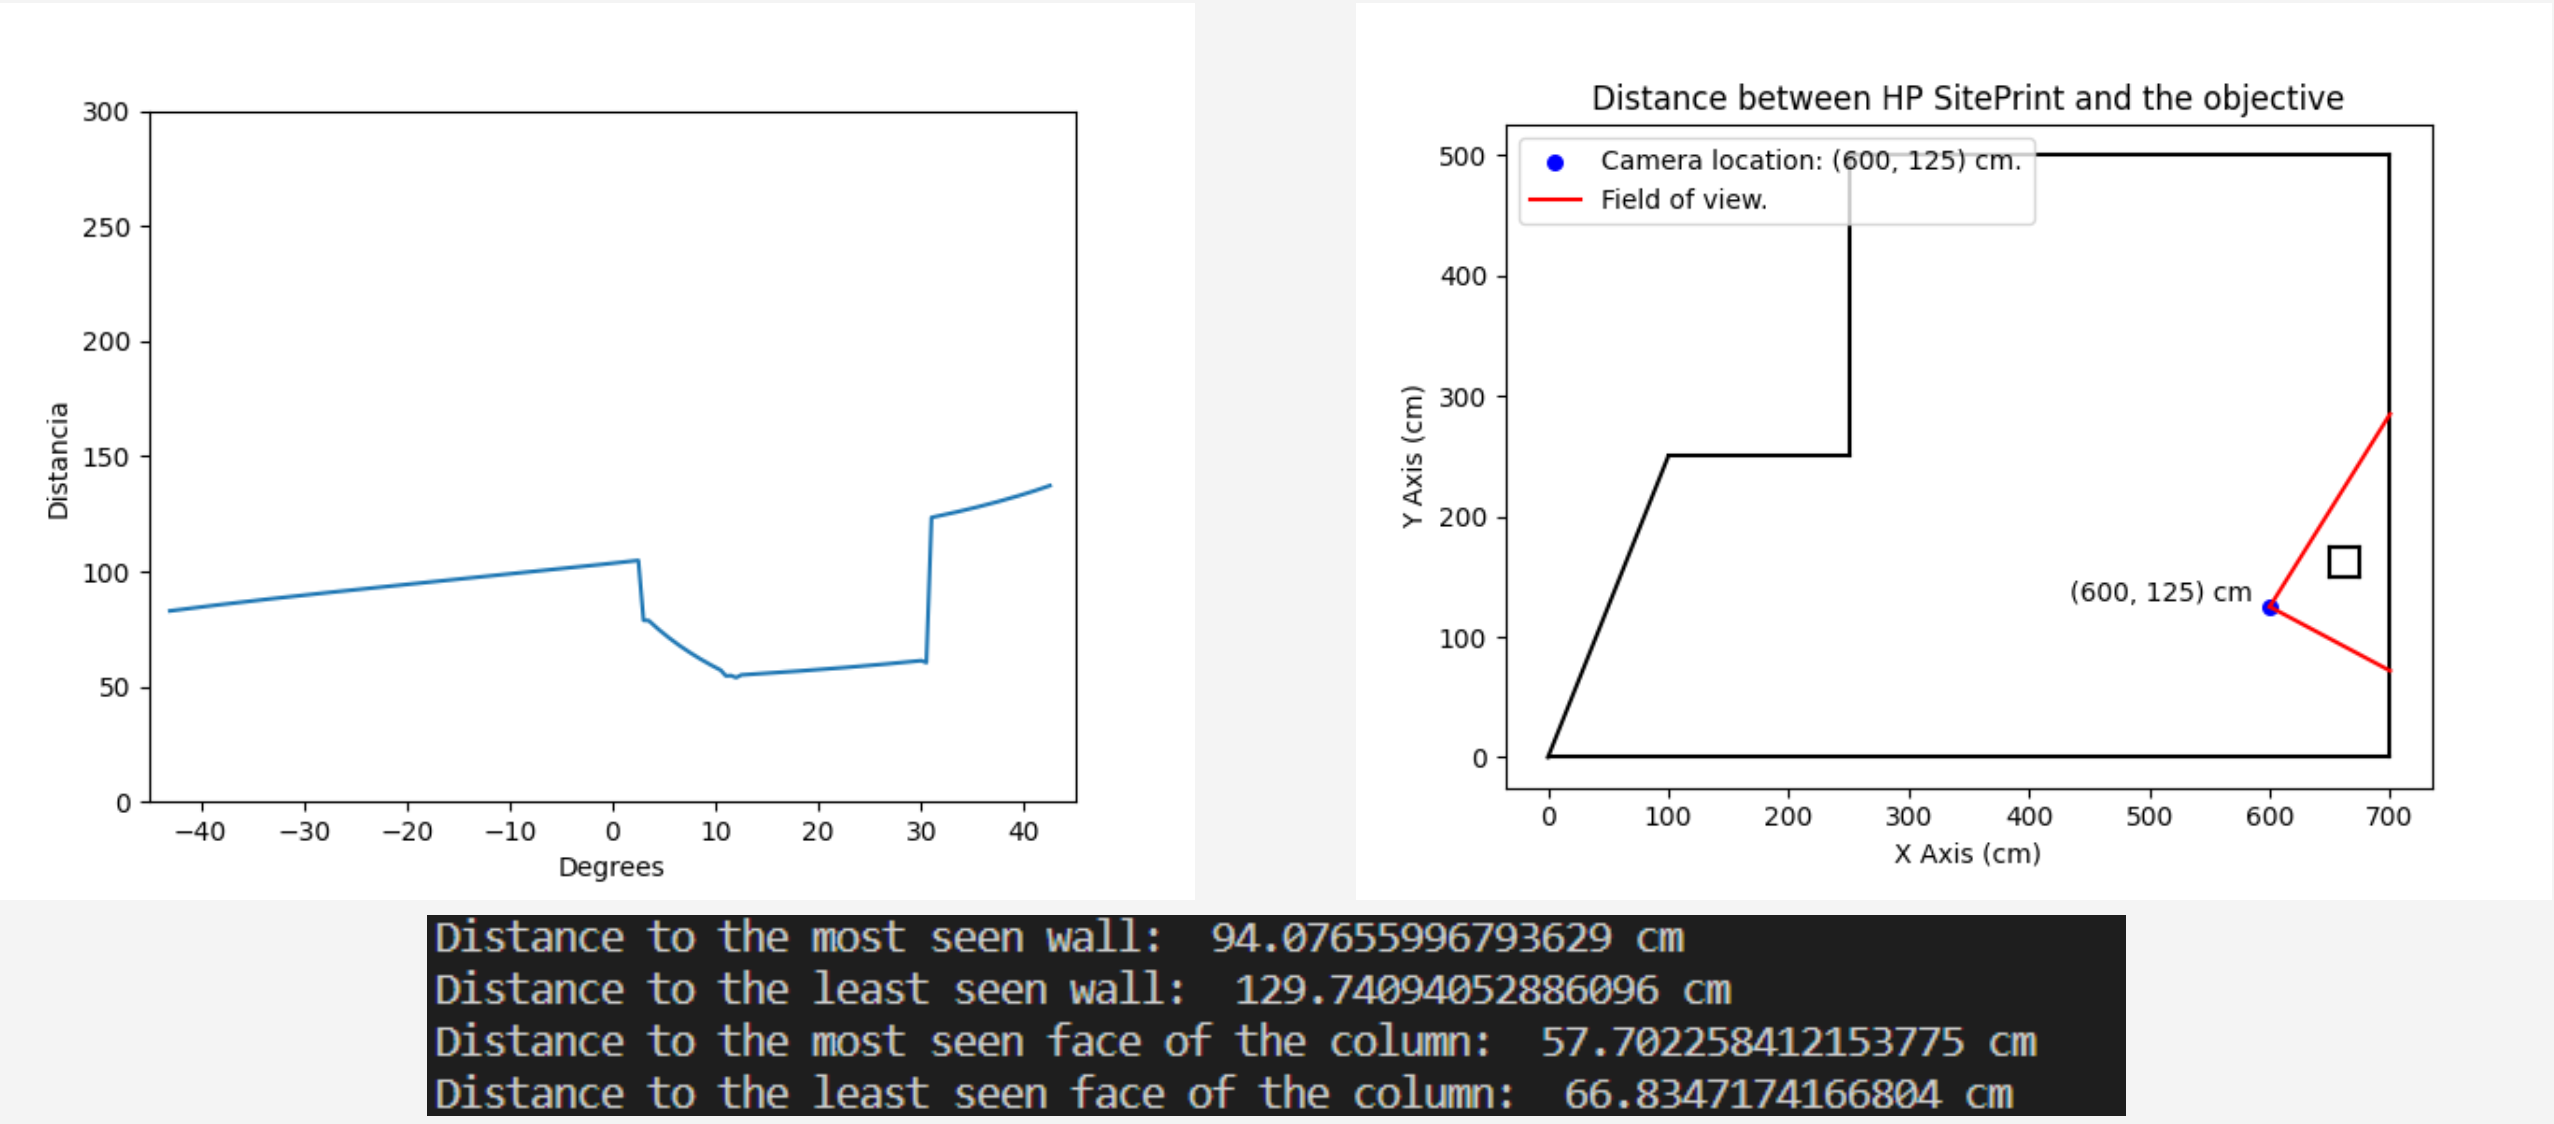 300
250
200
150
100
50
0
Distancia
−40 −30 −20 −10 0 10 20 30 40
Degrees
Distance between HP SitePrint and the objective
Camera location: (600, 125) cm.
Field of view.
500
400
300
200
100
0
Y Axis (cm)
(600, 125) cm
0 100 200 300 400 500 600 700
X Axis (cm)
Distance to the most seen wall: 94.07655996793629 cm
Distance to the least seen wall: 129.74094052886096 cm
Distance to the most seen face of the column: 57.702258412153775 cm
Distance to the least seen face of the column: 66.8347174166804 cm